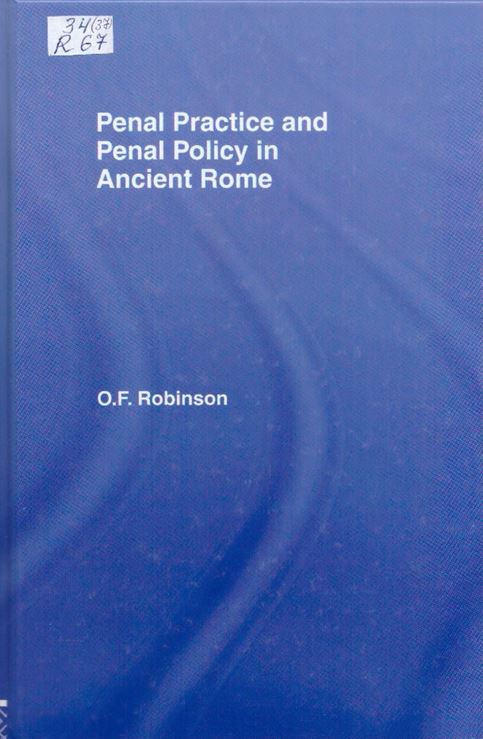 34(37)
R 67
Penal Practice and
Penal Policy in
Ancient Rome
O.F. Robinson